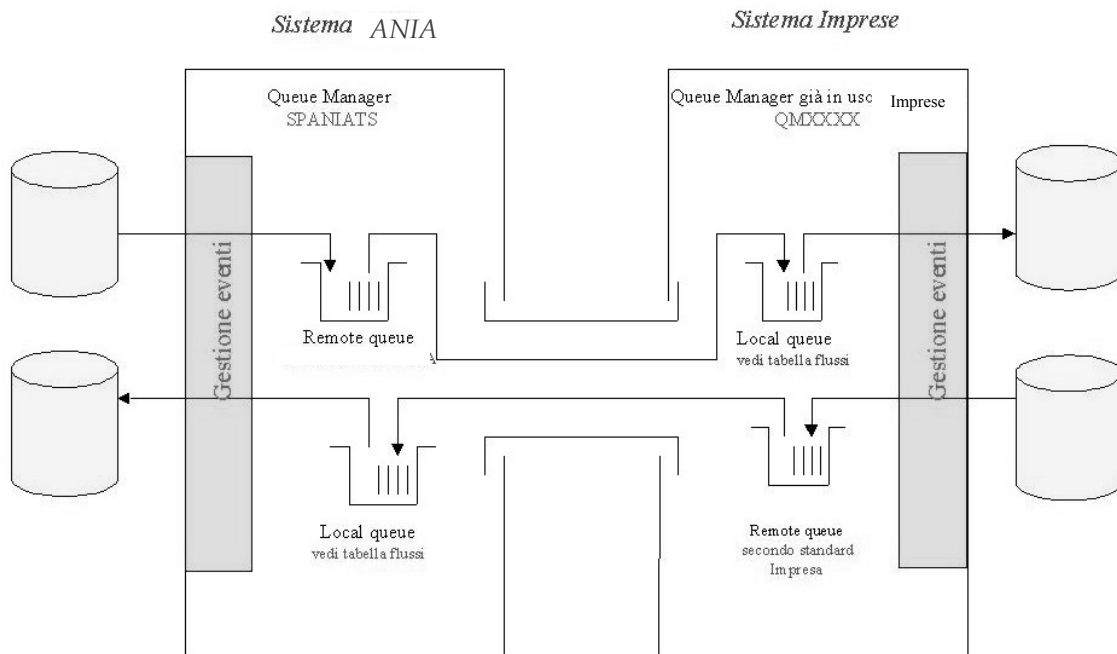 Sistema ANIA
Sistema Imprese
Queue Manager
SPANIATS
Queue Manager già in uso Imprese
QMXXXX
Gestione eventi
Remote queue
Local queue
vedi tabella flussi
Gestione eventi
Local queue
vedi tabella flussi
Remote queue
secondo standard
Impresa